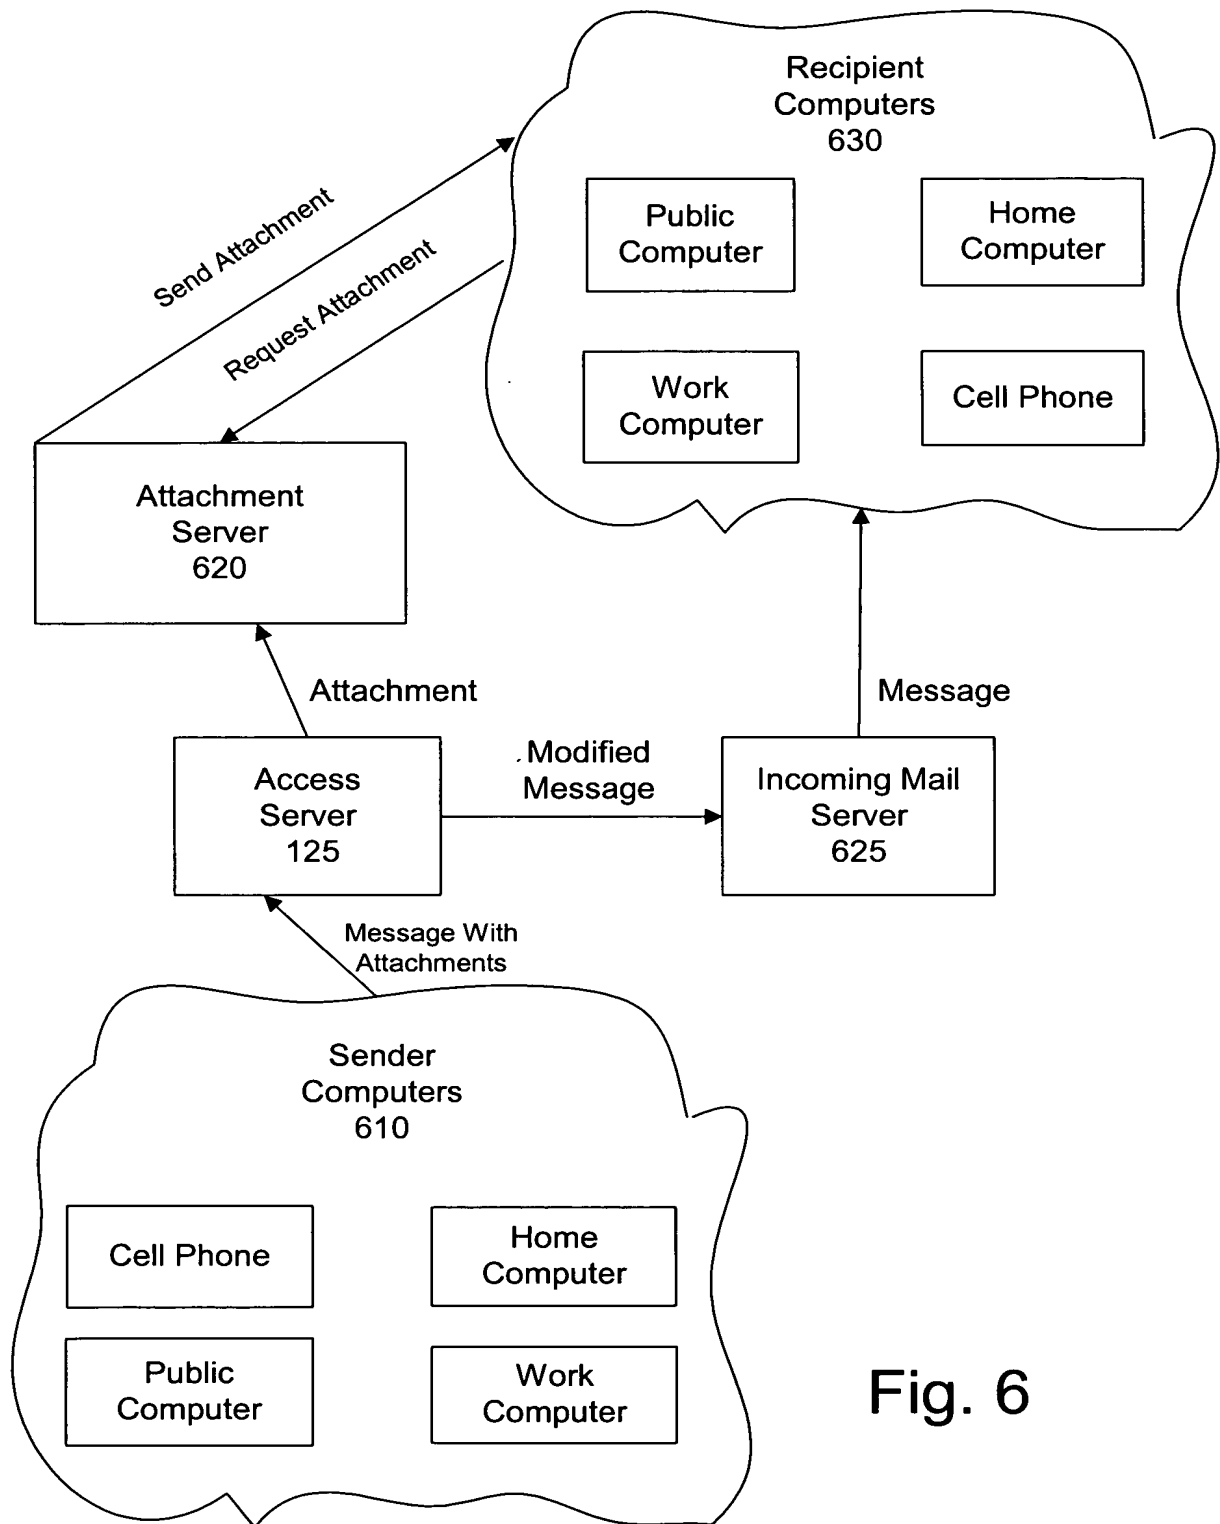 Recipient
Computers
630
Public
Computer
Home
Computer
Work
Computer
Cell Phone
Send Attachment
Request Attachment
Attachment
Server
620
Attachment
Message
Modified
Message
Access
Server
125
Incoming Mail
Server
625
Message With
Attachments
Sender
Computers
610
Cell Phone
Home
Computer
Public
Computer
Work
Computer
Fig. 6